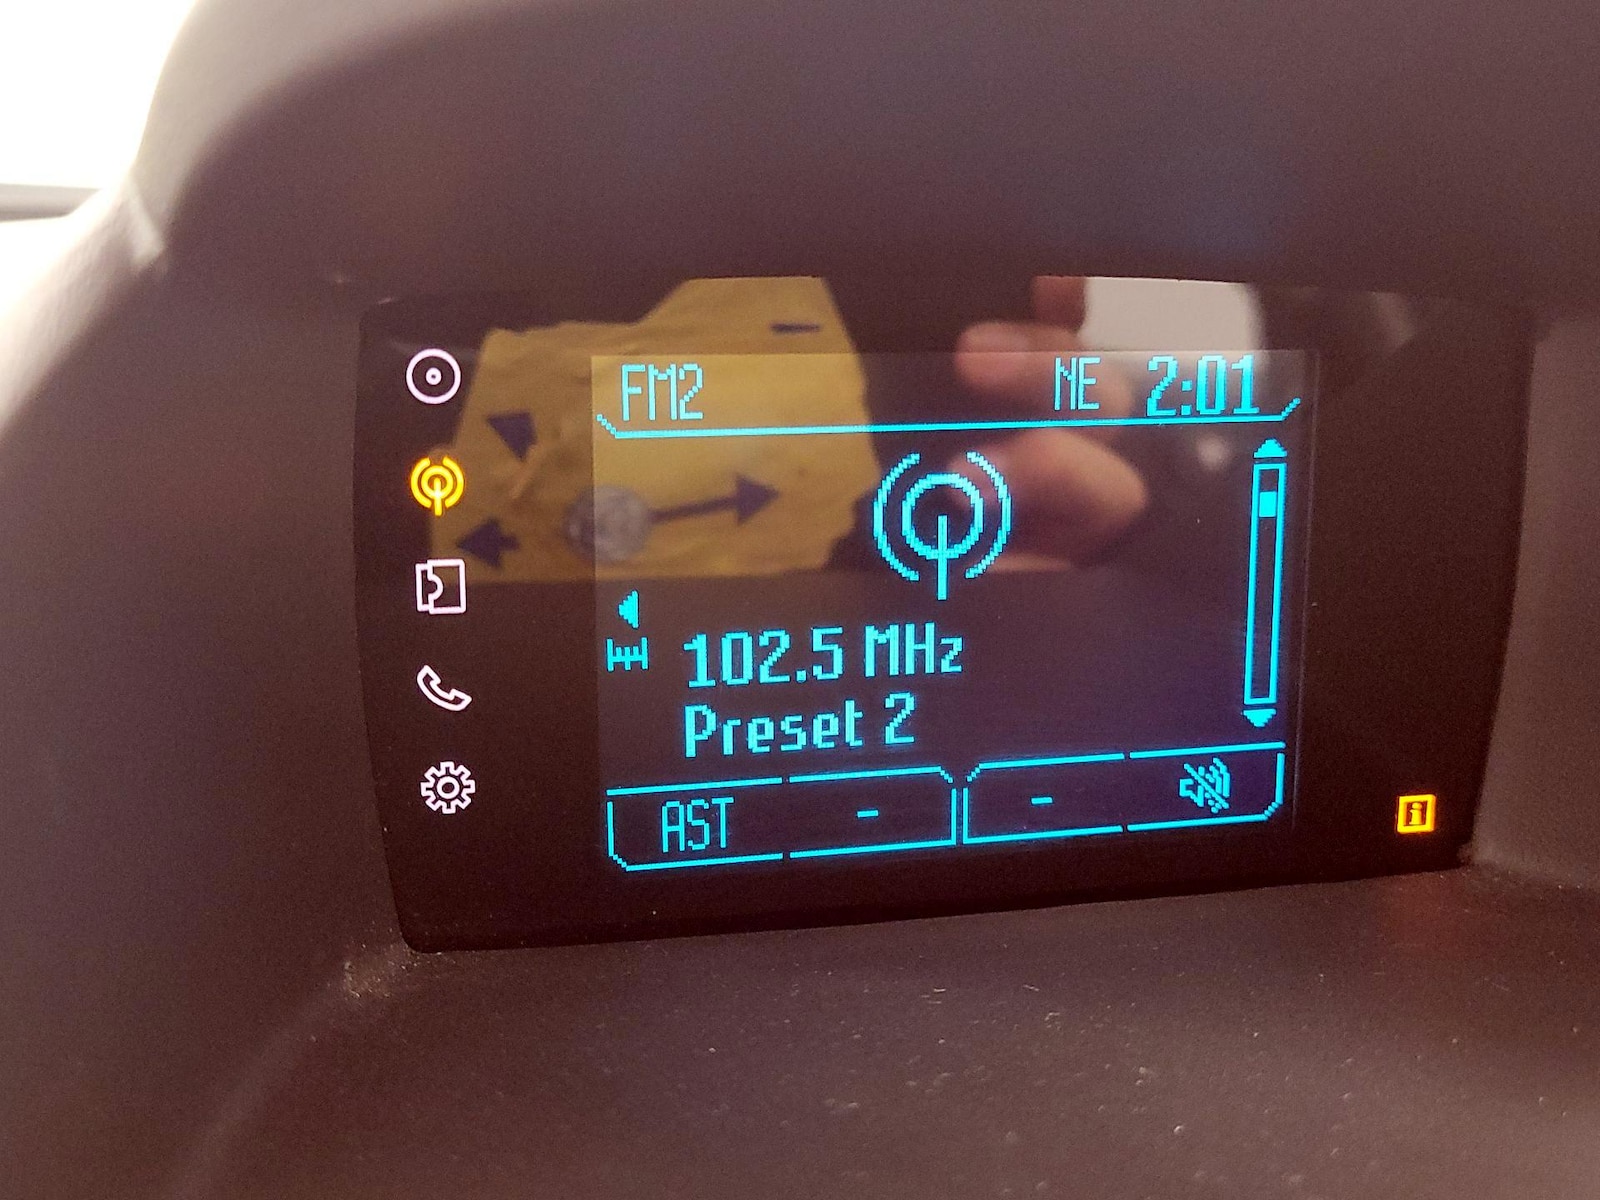 FM2 NE 2:01
102.5 MHz
Preset 2
AST - -
i